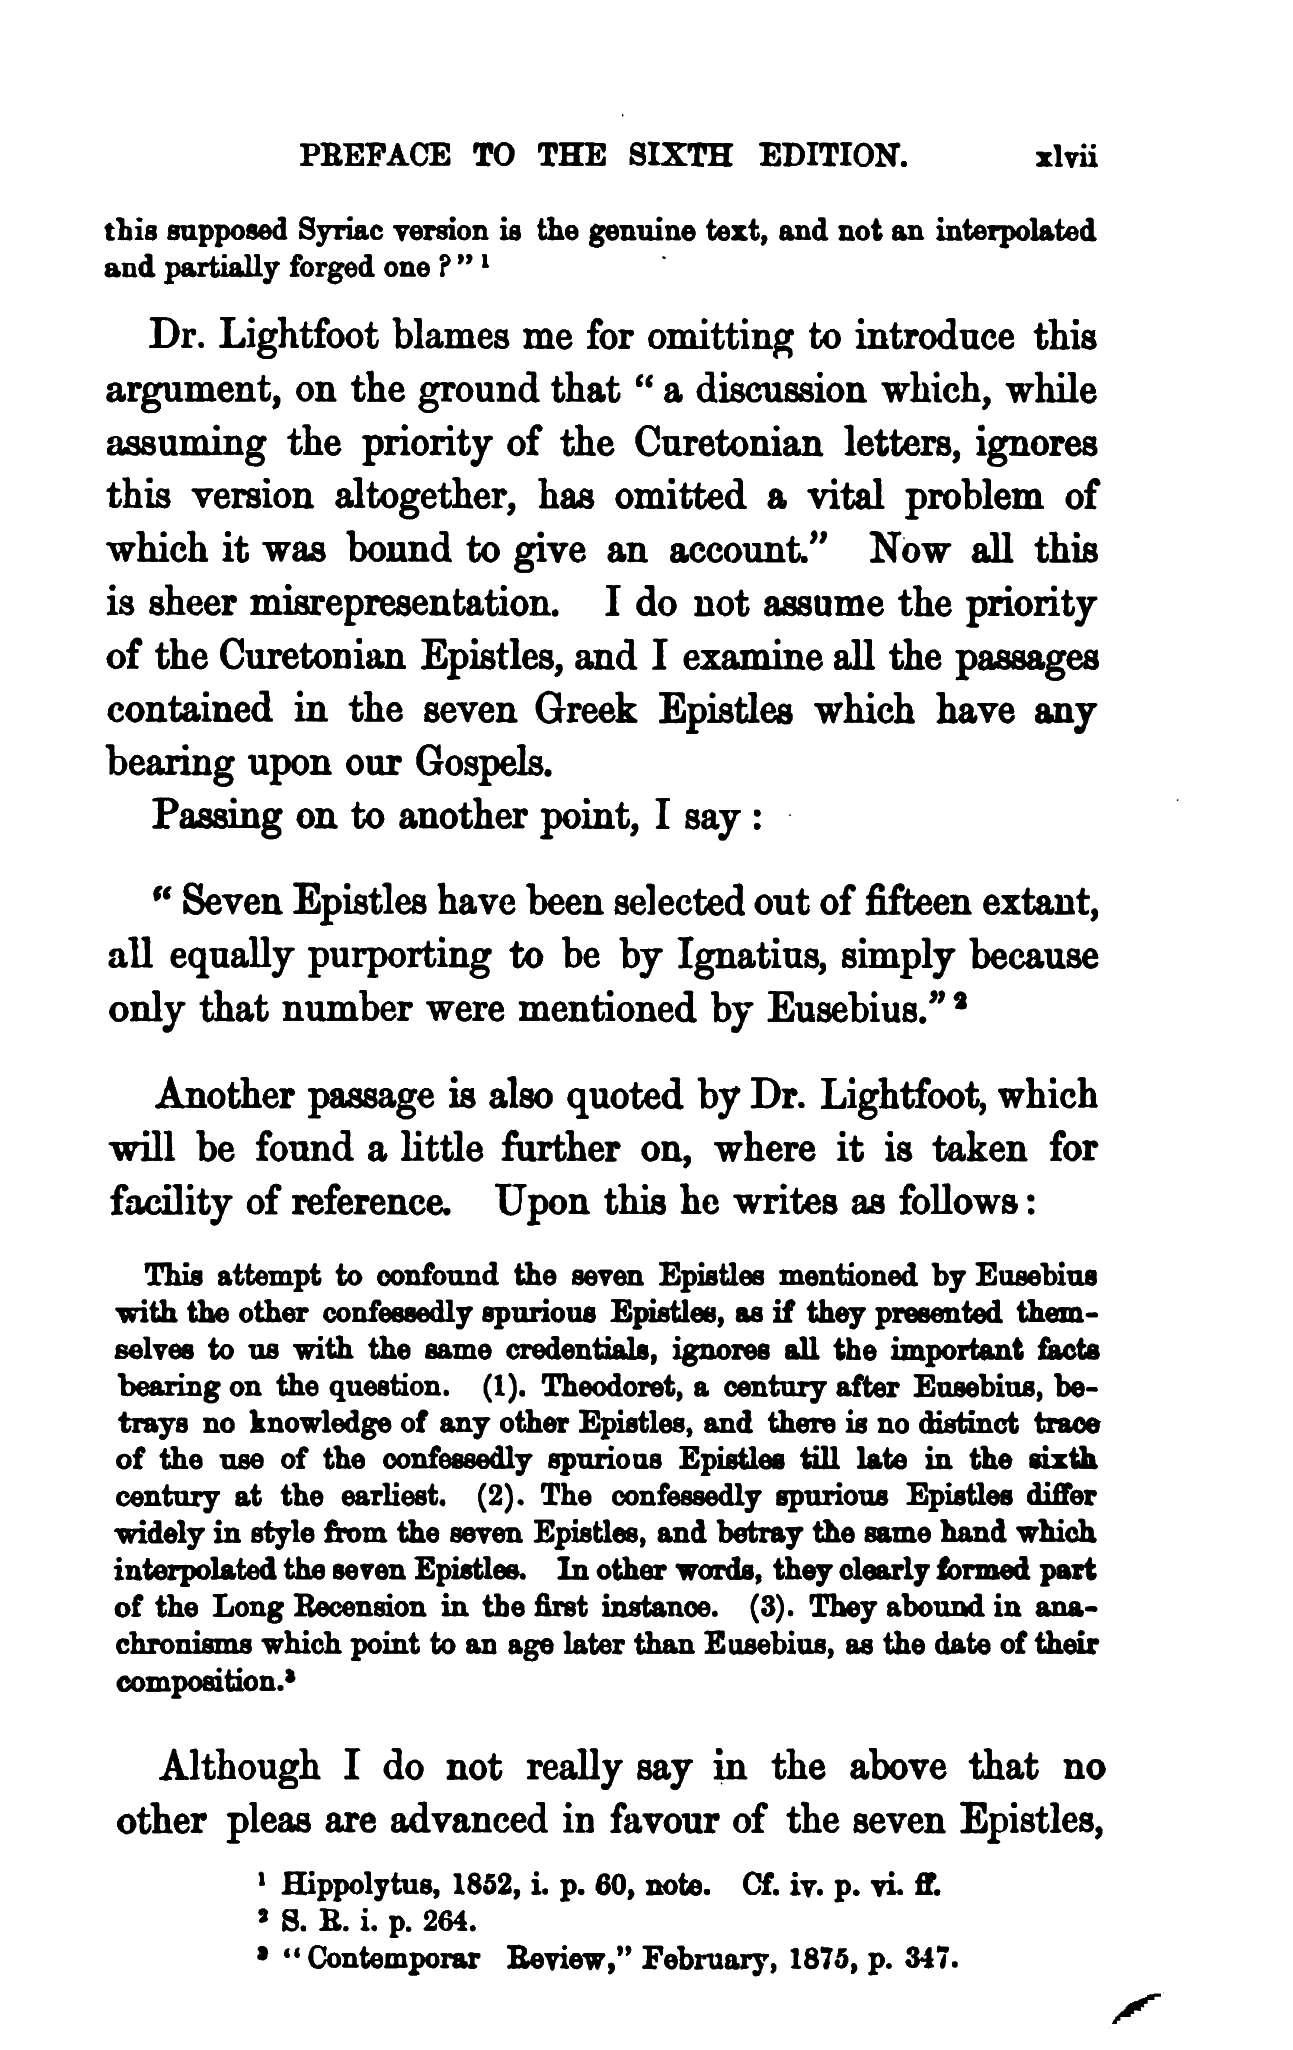 PREFACE TO THE SIXTH EDITION. xlvii
this supposed Syriac version is the genuine text, and not an interpolated
and partially forged one ?" ¹
Dr. Lightfoot blames me for omitting to introduce this
argument, on the ground that " a discussion which, while
assuming the priority of the Curetonian letters, ignores
this version altogether, has omitted a vital problem of
which it was bound to give an account." Now all this
is sheer misrepresentation. I do not assume the priority
of the Curetonian Epistles, and I examine all the passages
contained in the seven Greek Epistles which have any
bearing upon our Gospels.
Passing on to another point, I say :
" Seven Epistles have been selected out of fifteen extant,
all equally purporting to be by Ignatius, simply because
only that number were mentioned by Eusebius." ²
Another passage is also quoted by Dr. Lightfoot, which
will be found a little further on, where it is taken for
facility of reference. Upon this he writes as follows :
This attempt to confound the seven Epistles mentioned by Eusebius
with the other confessedly spurious Epistles, as if they presented them-
selves to us with the same credentials, ignores all the important facts
bearing on the question. (1). Theodoret, a century after Eusebius, be-
trays no knowledge of any other Epistles, and there is no distinct trace
of the use of the confessedly spurious Epistles till late in the sixth
century at the earliest. (2). The confessedly spurious Epistles differ
widely in style from the seven Epistles, and betray the same hand which
interpolated the seven Epistles. In other words, they clearly formed part
of the Long Recension in the first instance. (3). They abound in ana-
chronisms which point to an age later than Eusebius, as the date of their
composition.³
Although I do not really say in the above that no
other pleas are advanced in favour of the seven Epistles,
¹ Hippolytus, 1852, i. p. 60, note. Cf. iv. p. vi. ff.
² S. R. i. p. 264.
³ " Contemporar Review," February, 1875, p. 347.